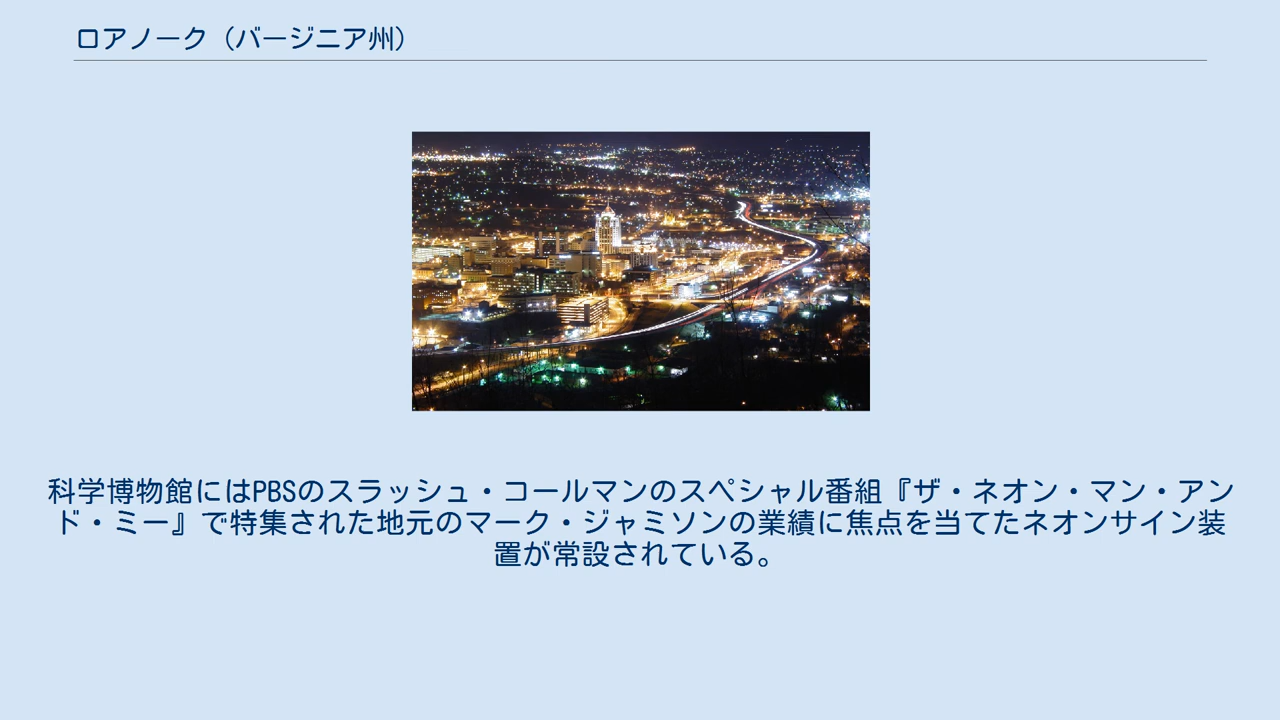 ロアノーク（バージニア州）
科学博物館にはPBSのスラッシュ・コールマンのスペシャル番組『ザ・ネオン・マン・アン
ド・ミー』で特集された地元のマーク・ジャミソンの業績に焦点を当てたネオンサイン装
置が常設されている。